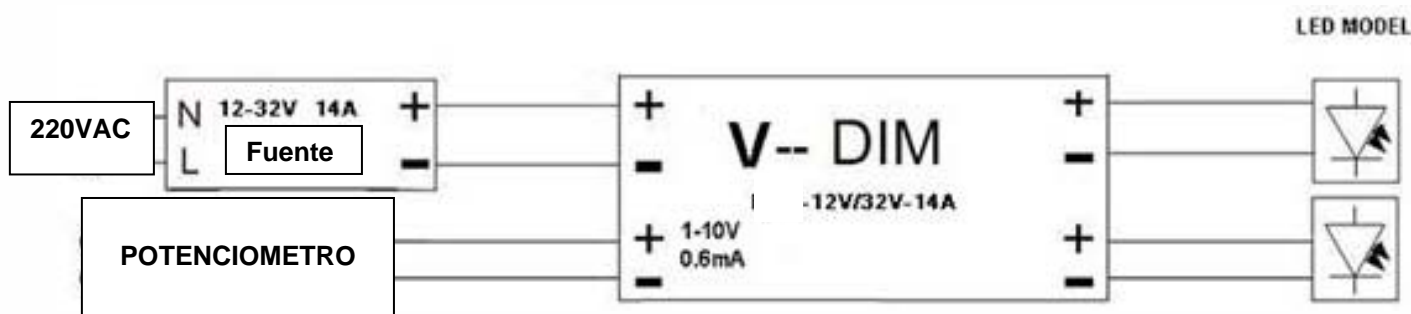 LED MODEL
220VAC
N 12-32V 14A +
L Fuente -
+ V-- DIM +
- -
-12V/32V-14A
POTENCIOMETRO
+ 1-10V +
0.6mA
- -